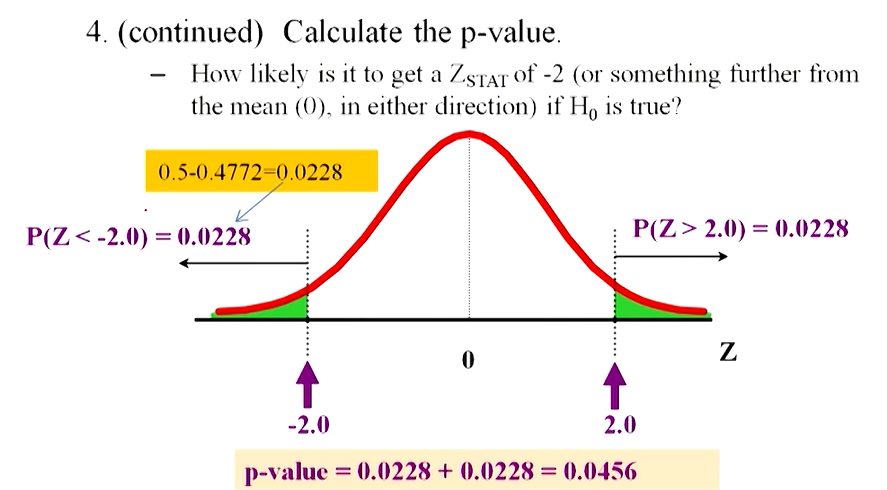 4. (continued) Calculate the p-value.
– How likely is it to get a ZSTAT of -2 (or something further from
the mean (0), in either direction) if H0 is true?
0.5-0.4772=0.0228
P(Z < -2.0) = 0.0228
P(Z > 2.0) = 0.0228
0
Z
-2.0
2.0
p-value = 0.0228 + 0.0228 = 0.0456